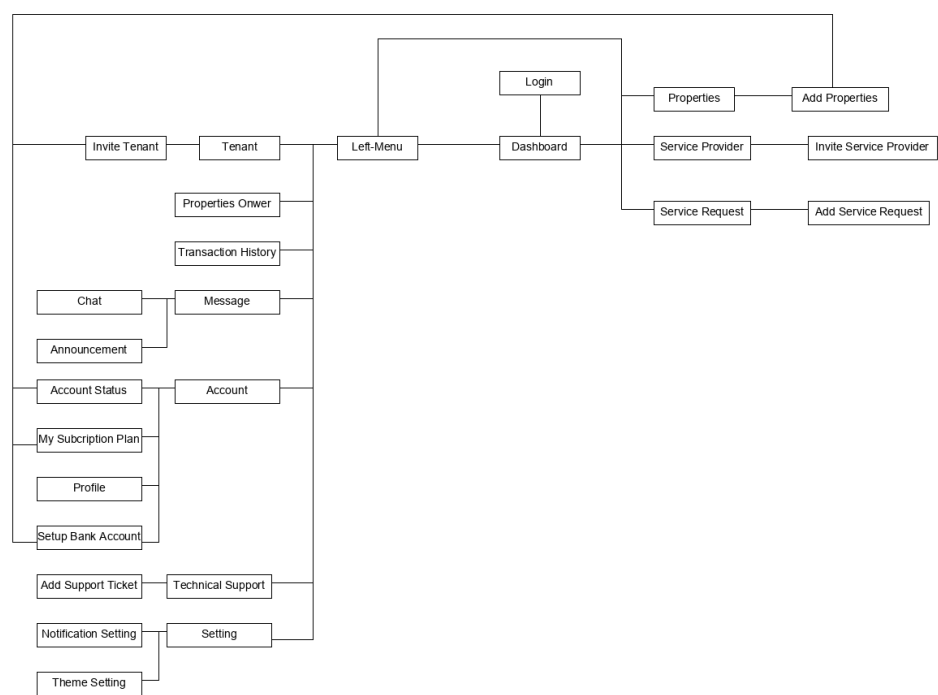 Login
Properties
Add Properties
Invite Tenant
Tenant
Left-Menu
Dashboard
Service Provider
Invite Service Provider
Properties Onwer
Service Request
Add Service Request
Transaction History
Chat
Message
Announcement
Account Status
Account
My Subcription Plan
Profile
Setup Bank Account
Add Support Ticket
Technical Support
Notification Setting
Setting
Theme Setting